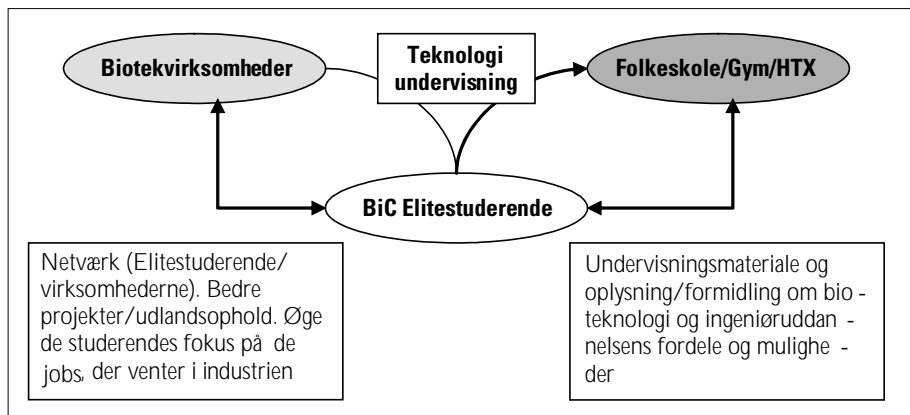 Biotekvirksomheder
Teknologi
undervisning
Folkeskole/Gym/HTX
BiC Elitestuderende
Netværk (Elitestuderende/
virksomhederne). Bedre
projekter/udlandsophold. Øge
de studerendes fokus på de
jobs, der venter i industrien
Undervisningsmateriale og
oplysning/formidling om bio -
teknologi og ingeniøruddan -
nelsens fordele og mulighe -
der